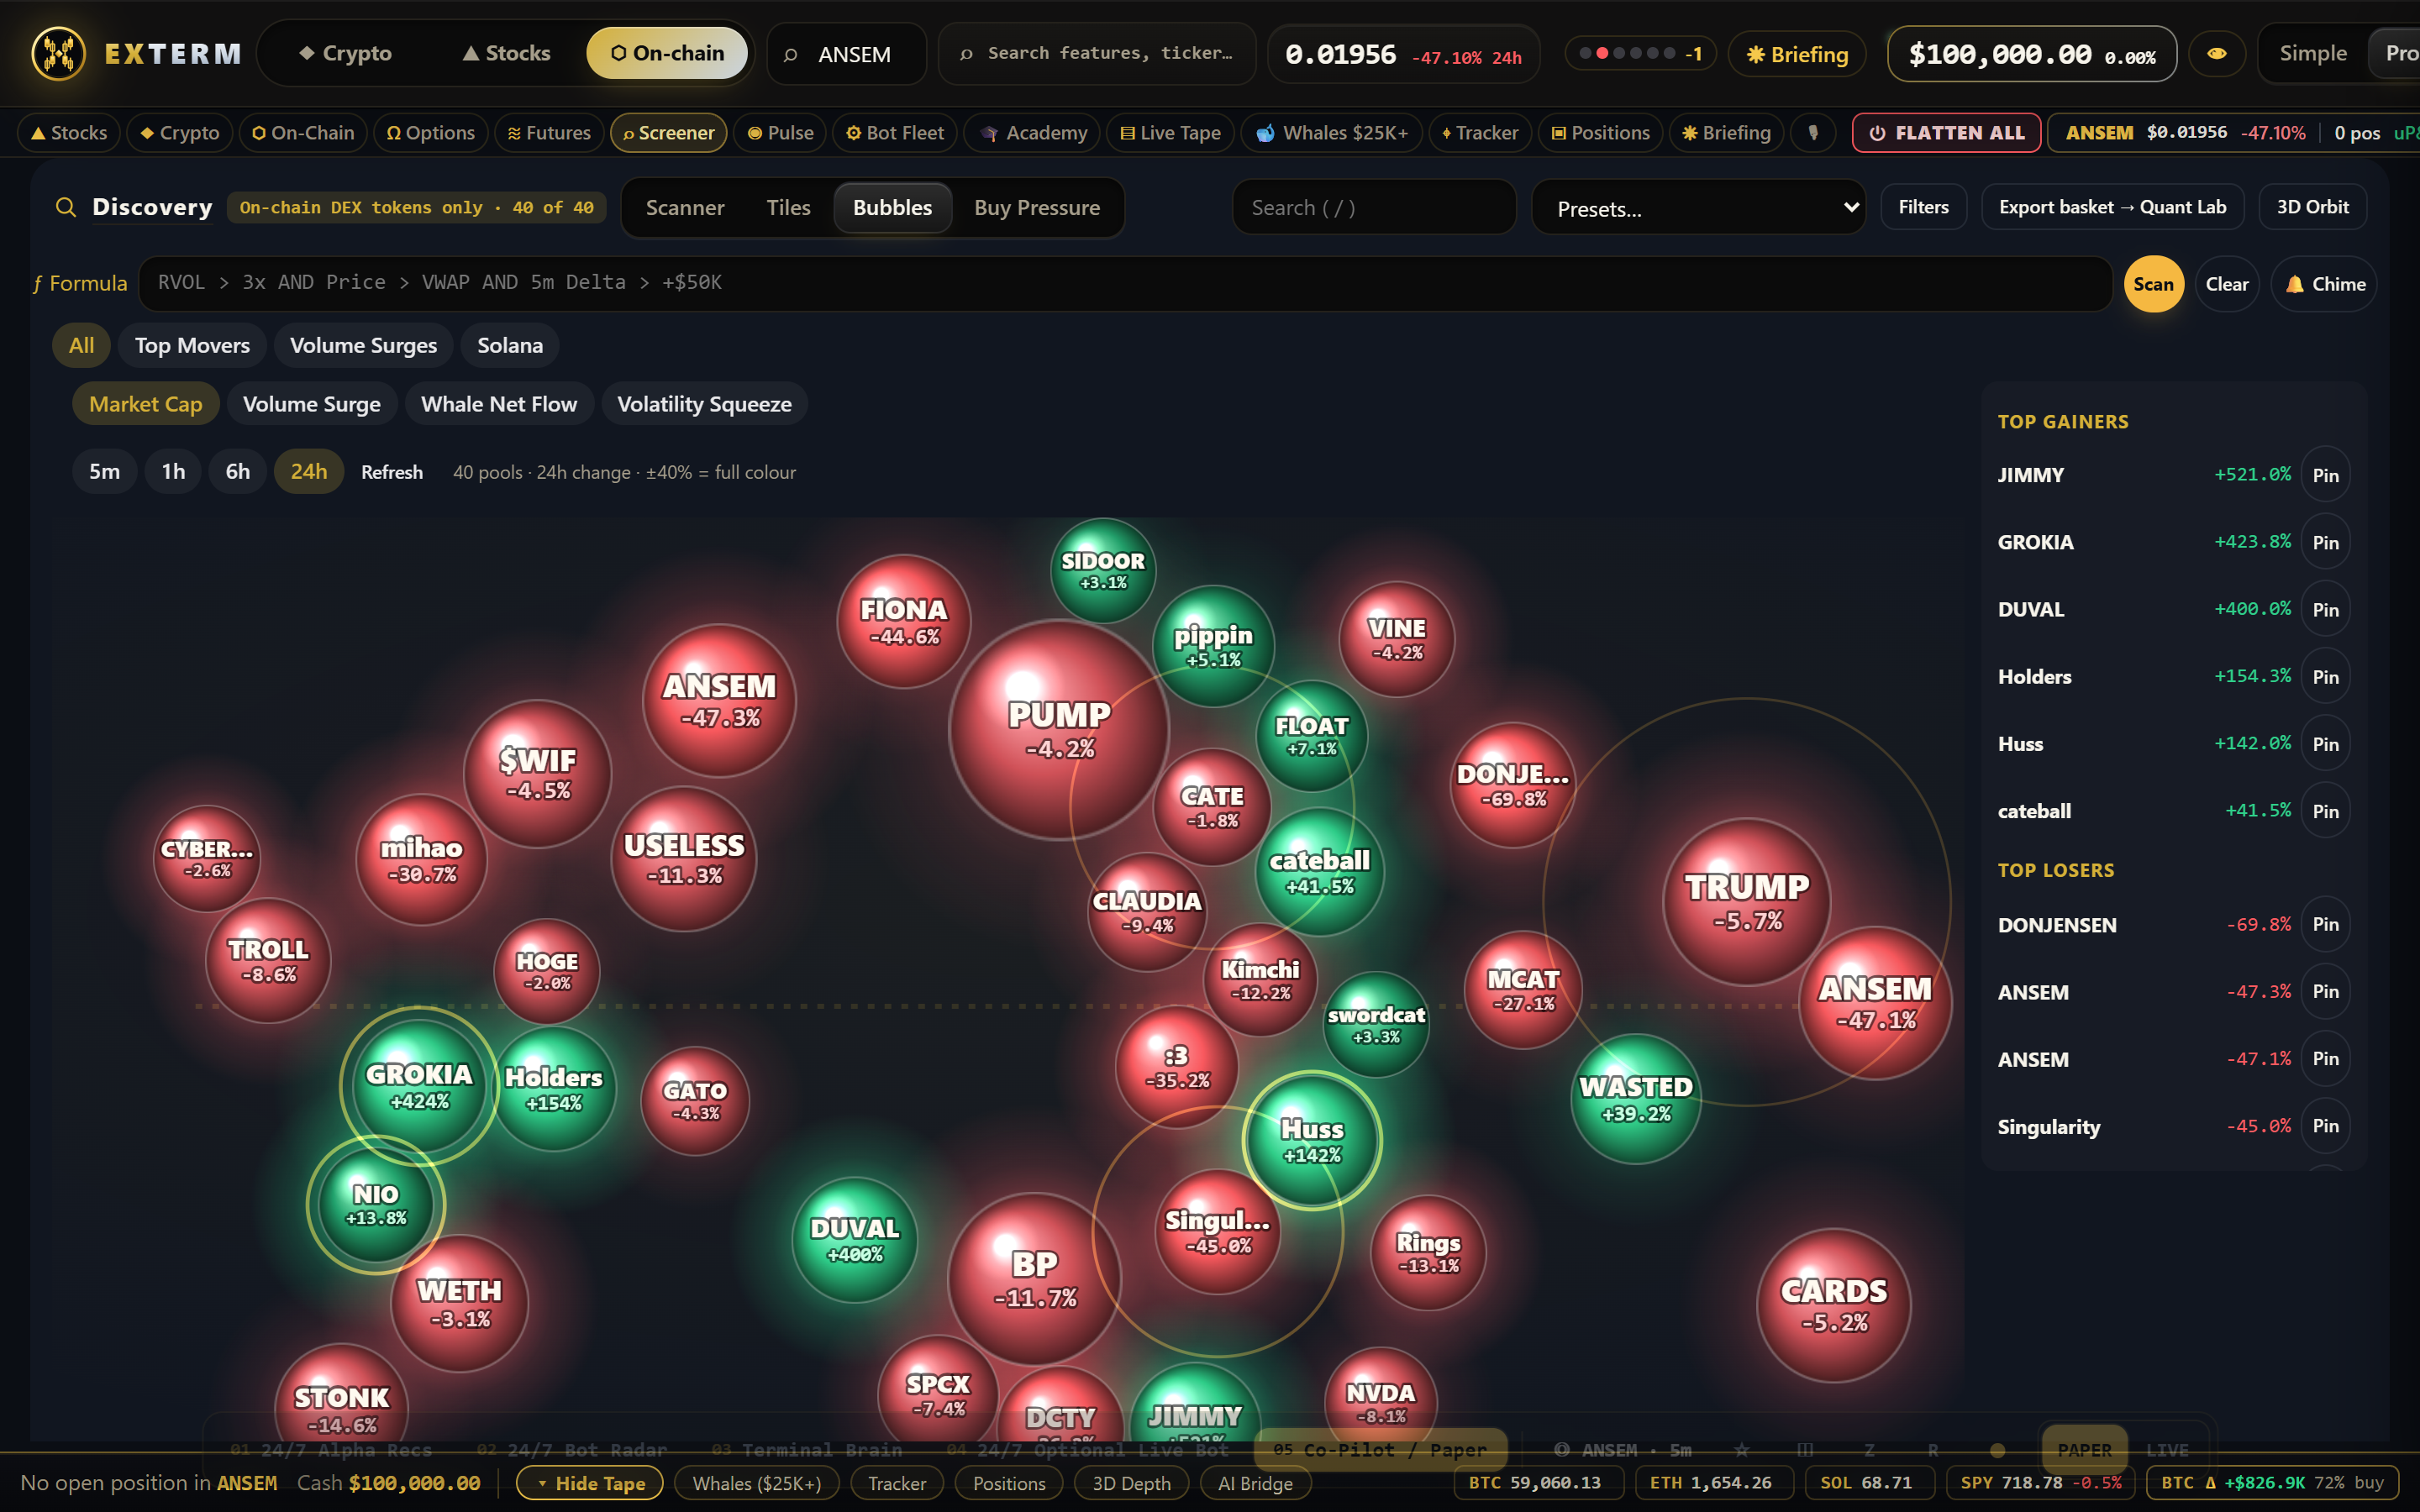 EXTERM
Crypto
Stocks
On-chain
ANSEM
Search features, ticker…
0.01956 -47.10% 24h
-1
Briefing
$100,000.00 0.00%
Simple
Pro
Stocks
Crypto
On-Chain
Options
Futures
Screener
Pulse
Bot Fleet
Academy
Live Tape
Whales $25K+
Tracker
Positions
Briefing
FLATTEN ALL
ANSEM $0.01956 -47.10% 0 pos
Discovery
On-chain DEX tokens only · 40 of 40
Scanner
Tiles
Bubbles
Buy Pressure
Search ( / )
Presets...
Filters
Export basket → Quant Lab
3D Orbit
ƒ Formula
RVOL > 3x AND Price > VWAP AND 5m Delta > +$50K
Scan
Clear
Chime
All
Top Movers
Volume Surges
Solana
Market Cap
Volume Surge
Whale Net Flow
Volatility Squeeze
5m
1h
6h
24h
Refresh
40 pools · 24h change · ±40% = full colour
TOP GAINERS
JIMMY +521.0% Pin
GROKIA +423.8% Pin
DUVAL +400.0% Pin
Holders +154.3% Pin
Huss +142.0% Pin
cateball +41.5% Pin
TOP LOSERS
DONJENSEN -69.8% Pin
ANSEM -47.3% Pin
ANSEM -47.1% Pin
Singularity -45.0% Pin
SIDOOR
+3.1%
FIONA
-44.6%
pippin
+5.1%
VINE
-4.2%
ANSEM
-47.3%
PUMP
-4.2%
FLOAT
+7.1%
$WIF
-4.5%
DONJE...
-69.8%
CATE
-1.8%
CYBER...
-2.6%
mihao
-30.7%
USELESS
-11.3%
cateball
+41.5%
CLAUDIA
-9.4%
TRUMP
-5.7%
TROLL
-8.6%
HOGE
-2.0%
Kimchi
-12.2%
MCAT
-27.1%
ANSEM
-47.1%
swordcat
+3.3%
:3
-35.2%
GROKIA
+424%
Holders
+154%
GATO
-4.3%
WASTED
+39.2%
Huss
+142%
NIO
+13.8%
DUVAL
+400%
Singul...
-45.0%
BP
-11.7%
Rings
-13.1%
WETH
-3.1%
CARDS
-5.2%
STONK
-14.6%
SPCX
-7.4%
DCTY
JIMMY
NVDA
-8.1%
01 24/7 Alpha Recs
02 24/7 Bot Radar
03 Terminal Brain
04 24/7 Optional Live Bot
05 Co-Pilot / Paper
ANSEM · 5m
Z
R
PAPER
LIVE
No open position in ANSEM Cash $100,000.00
Hide Tape
Whales ($25K+)
Tracker
Positions
3D Depth
AI Bridge
BTC 59,060.13
ETH 1,654.26
SOL 68.71
SPY 718.78 -0.5%
BTC Δ +$826.9K 72% buy